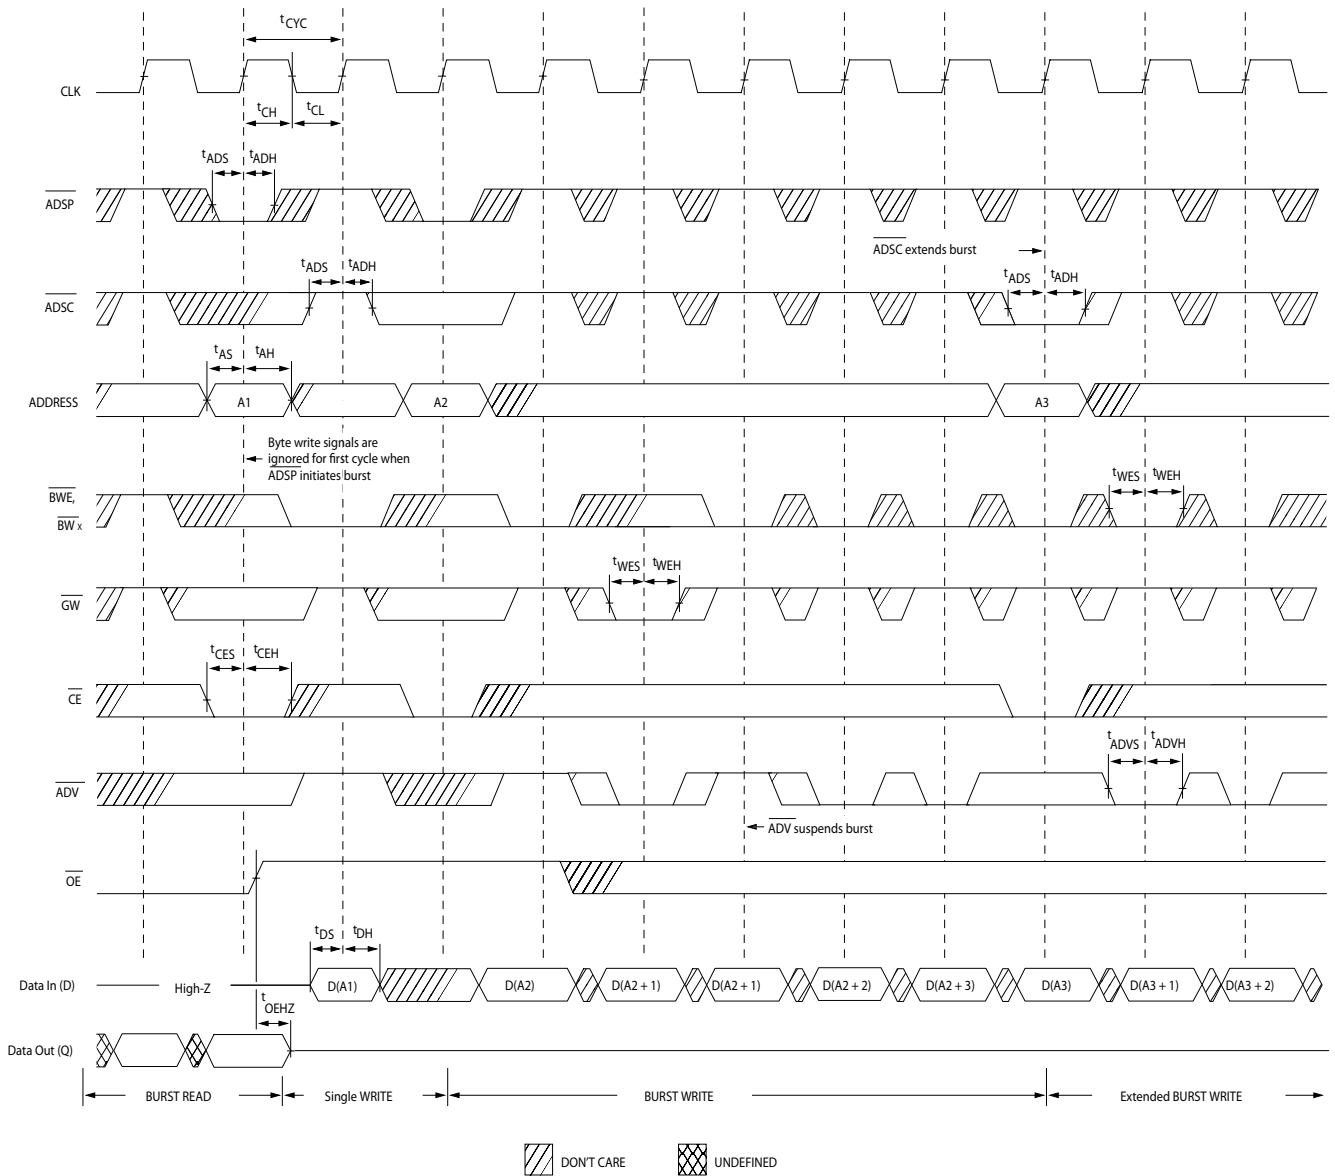 tCYC
CLK
tCH
tCL
tADS
tADH
ADSP
ADSC extends burst
tADS
tADH
tADS
tADH
ADSC
tAS
tAH
ADDRESS
A1
A2
A3
Byte write signals are
ignored for first cycle when
ADSP initiates burst
tWES
tWEH
BWE,
BW x
tWES
tWEH
GW
tCES
tCEH
CE
tADVS
tADVH
ADV
ADV suspends burst
OE
tDS
tDH
Data In (D)
High-Z
D(A1)
D(A2)
D(A2 + 1)
D(A2 + 1)
D(A2 + 2)
D(A2 + 3)
D(A3)
D(A3 + 1)
D(A3 + 2)
tOEHZ
Data Out (Q)
BURST READ
Single WRITE
BURST WRITE
Extended BURST WRITE
DON'T CARE
UNDEFINED